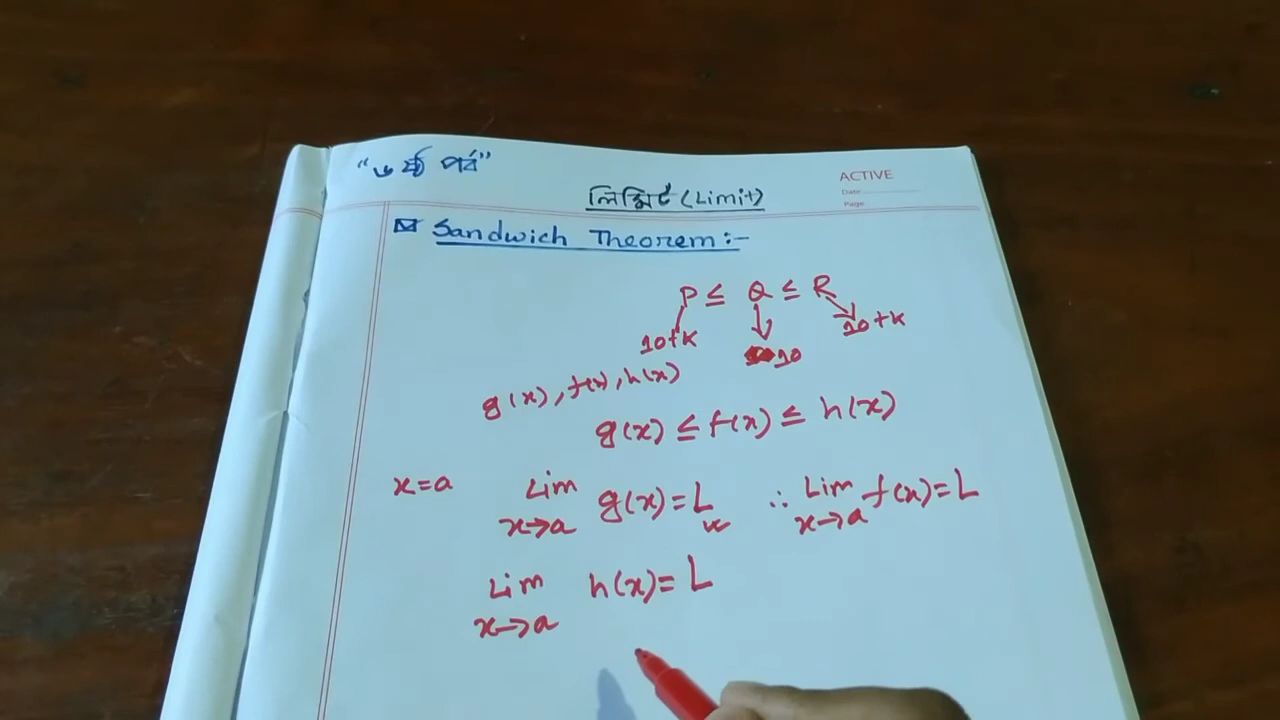 “৬ষ্ঠ পর্ব”
ACTIVE
Date
Page
লিমিট (Limit)
Sandwich Theorem:-
P ≤ Q ≤ R
10+K 10 10+K
g(x), f(x), h(x)
g(x) ≤ f(x) ≤ h(x)
x=a Lim x→a g(x)=L ∴ Lim x→a f(x)=L
Lim x→a h(x)=L